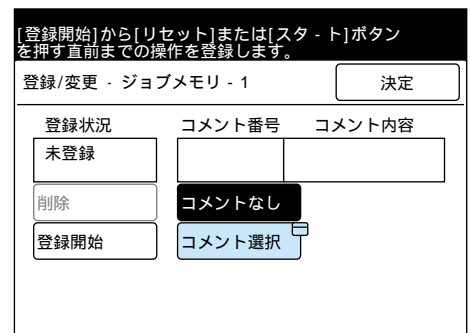 [登録開始]から[リセット]または[スタ - ト]ボタン
を押す直前までの操作を登録します。
登録/変更 - ジョブメモリ - 1
決定
登録状況 コメント番号 コメント内容
未登録
削除 コメントなし
登録開始 コメント選択